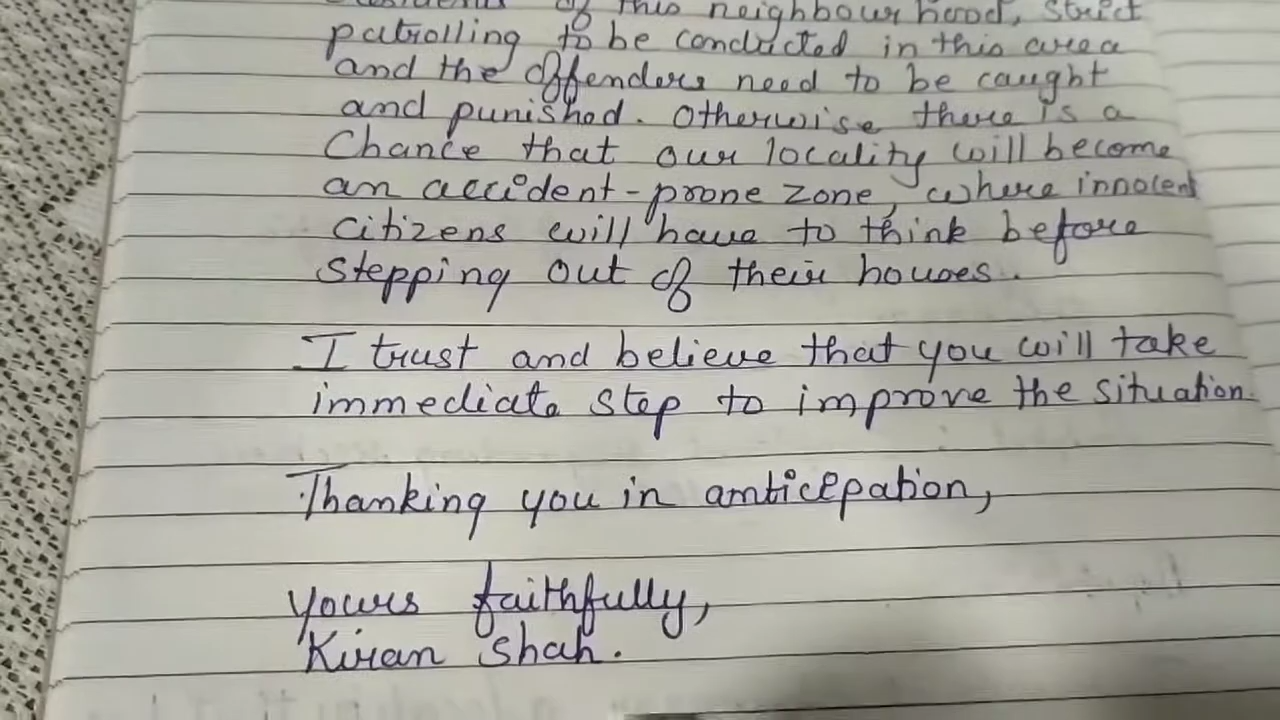 of this neighbourhood, strict
patrolling to be conducted in this area
and the offenders need to be caught
and punished. Otherwise there is a
Chance that our locality will become
an accident-prone zone, where innocent
citizens will have to think before
stepping out of their houses.
I trust and believe that you will take
immediate step to improve the situation.
Thanking you in anticipation,
Yours faithfully,
Kiran Shah.